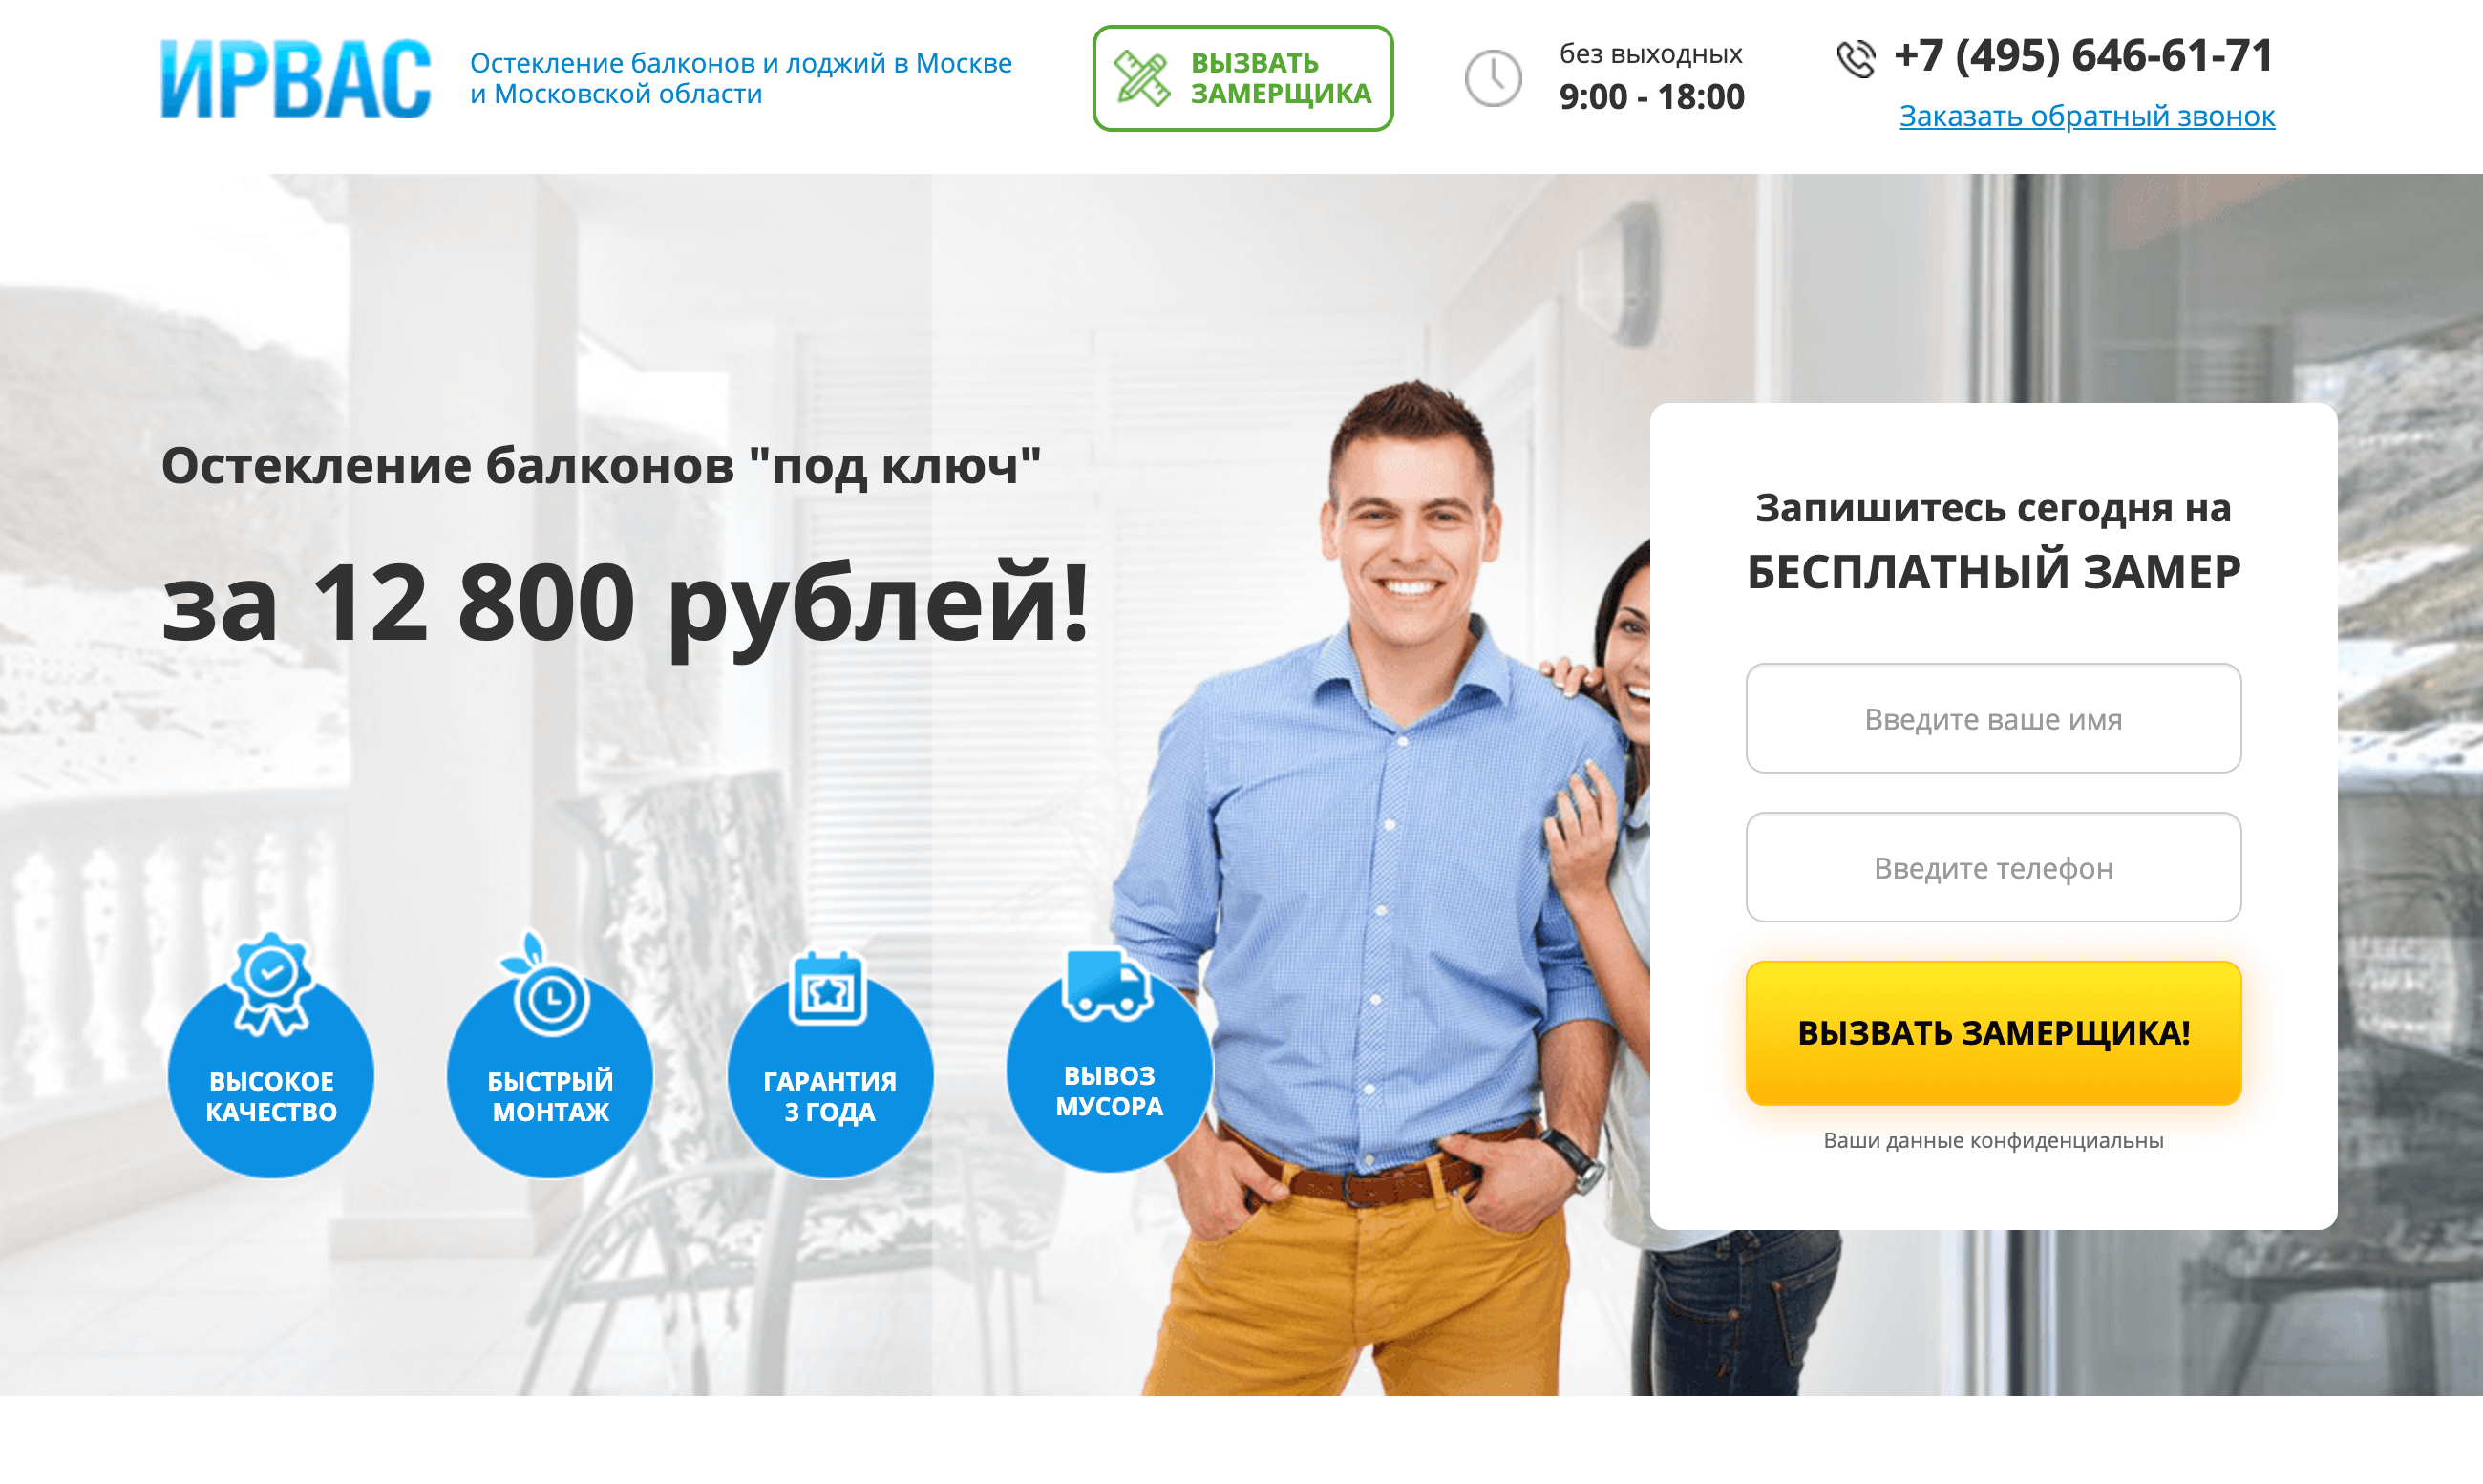 ИРВАС
Остекление балконов и лоджий в Москве
и Московской области
ВЫЗВАТЬ
ЗАМЕРЩИКА
без выходных
9:00 - 18:00
+7 (495) 646-61-71
Заказать обратный звонок
Остекление балконов "под ключ"
за 12 800 рублей!
ВЫСОКОЕ
КАЧЕСТВО
БЫСТРЫЙ
МОНТАЖ
ГАРАНТИЯ
3 ГОДА
ВЫВОЗ
МУСОРА
Запишитесь сегодня на
БЕСПЛАТНЫЙ ЗАМЕР
Введите ваше имя
Введите телефон
ВЫЗВАТЬ ЗАМЕРЩИКА!
Ваши данные конфиденциальны